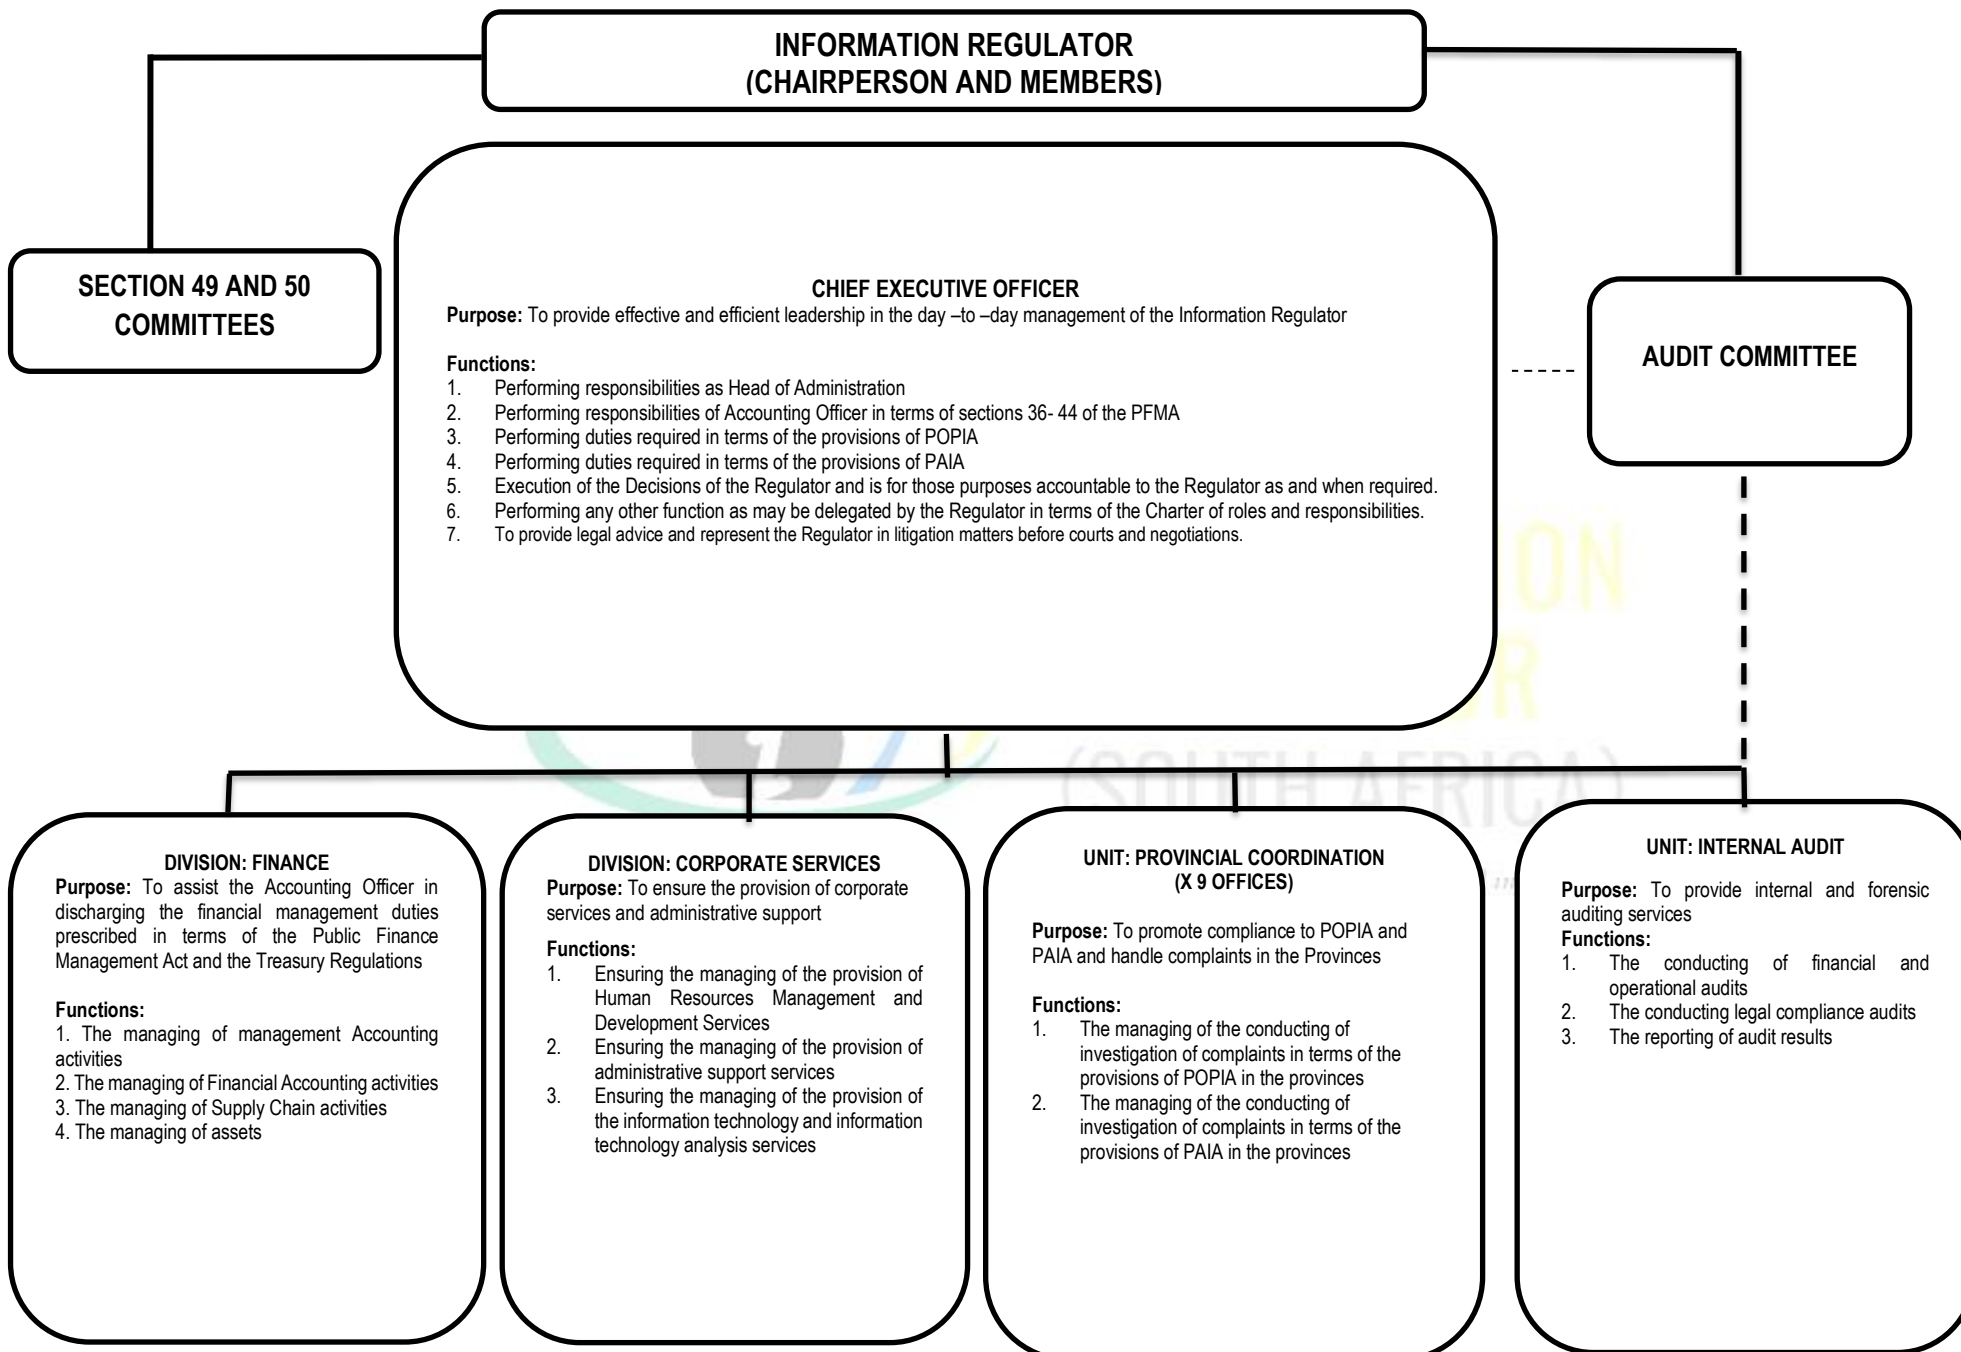 INFORMATION REGULATOR
(CHAIRPERSON AND MEMBERS)
SECTION 49 AND 50
COMMITTEES
CHIEF EXECUTIVE OFFICER
Purpose: To provide effective and efficient leadership in the day –to –day management of the Information Regulator
Functions:
1. Performing responsibilities as Head of Administration
2. Performing responsibilities of Accounting Officer in terms of sections 36- 44 of the PFMA
3. Performing duties required in terms of the provisions of POPIA
4. Performing duties required in terms of the provisions of PAIA
5. Execution of the Decisions of the Regulator and is for those purposes accountable to the Regulator as and when required.
6. Performing any other function as may be delegated by the Regulator in terms of the Charter of roles and responsibilities.
7. To provide legal advice and represent the Regulator in litigation matters before courts and negotiations.
AUDIT COMMITTEE
(SOUTH AFRICA)
DIVISION: FINANCE
Purpose: To assist the Accounting Officer in
discharging the financial management duties
prescribed in terms of the Public Finance
Management Act and the Treasury Regulations
Functions:
1. The managing of management Accounting
activities
2. The managing of Financial Accounting activities
3. The managing of Supply Chain activities
4. The managing of assets
DIVISION: CORPORATE SERVICES
Purpose: To ensure the provision of corporate
services and administrative support
Functions:
1. Ensuring the managing of the provision of
Human Resources Management and
Development Services
2. Ensuring the managing of the provision of
administrative support services
3. Ensuring the managing of the provision of
the information technology and information
technology analysis services
UNIT: PROVINCIAL COORDINATION
(X 9 OFFICES)
Purpose: To promote compliance to POPIA and
PAIA and handle complaints in the Provinces
Functions:
1. The managing of the conducting of
investigation of complaints in terms of the
provisions of POPIA in the provinces
2. The managing of the conducting of
investigation of complaints in terms of the
provisions of PAIA in the provinces
UNIT: INTERNAL AUDIT
Purpose: To provide internal and forensic
auditing services
Functions:
1. The conducting of financial and
operational audits
2. The conducting legal compliance audits
3. The reporting of audit results